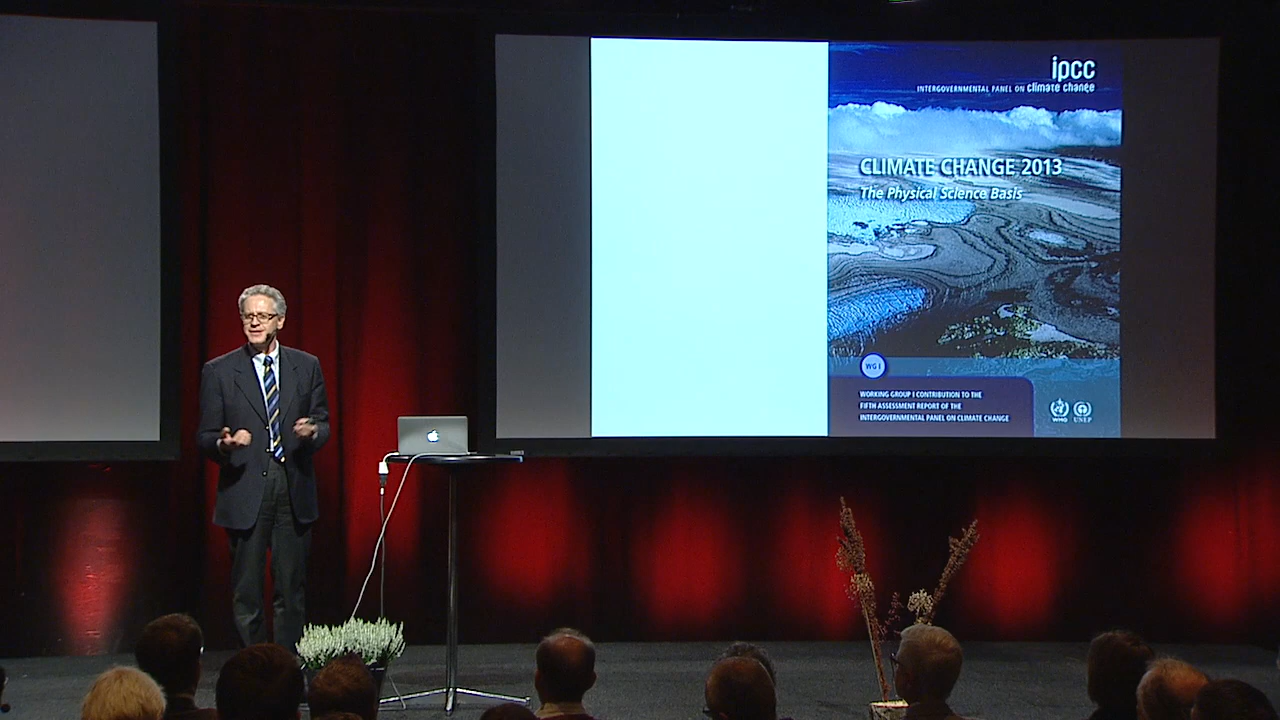 ipcc
INTERGOVERNMENTAL PANEL ON climate change
CLIMATE CHANGE 2013
The Physical Science Basis
WG I
WORKING GROUP I CONTRIBUTION TO THE
FIFTH ASSESSMENT REPORT OF THE
INTERGOVERNMENTAL PANEL ON CLIMATE CHANGE
WMO UNEP